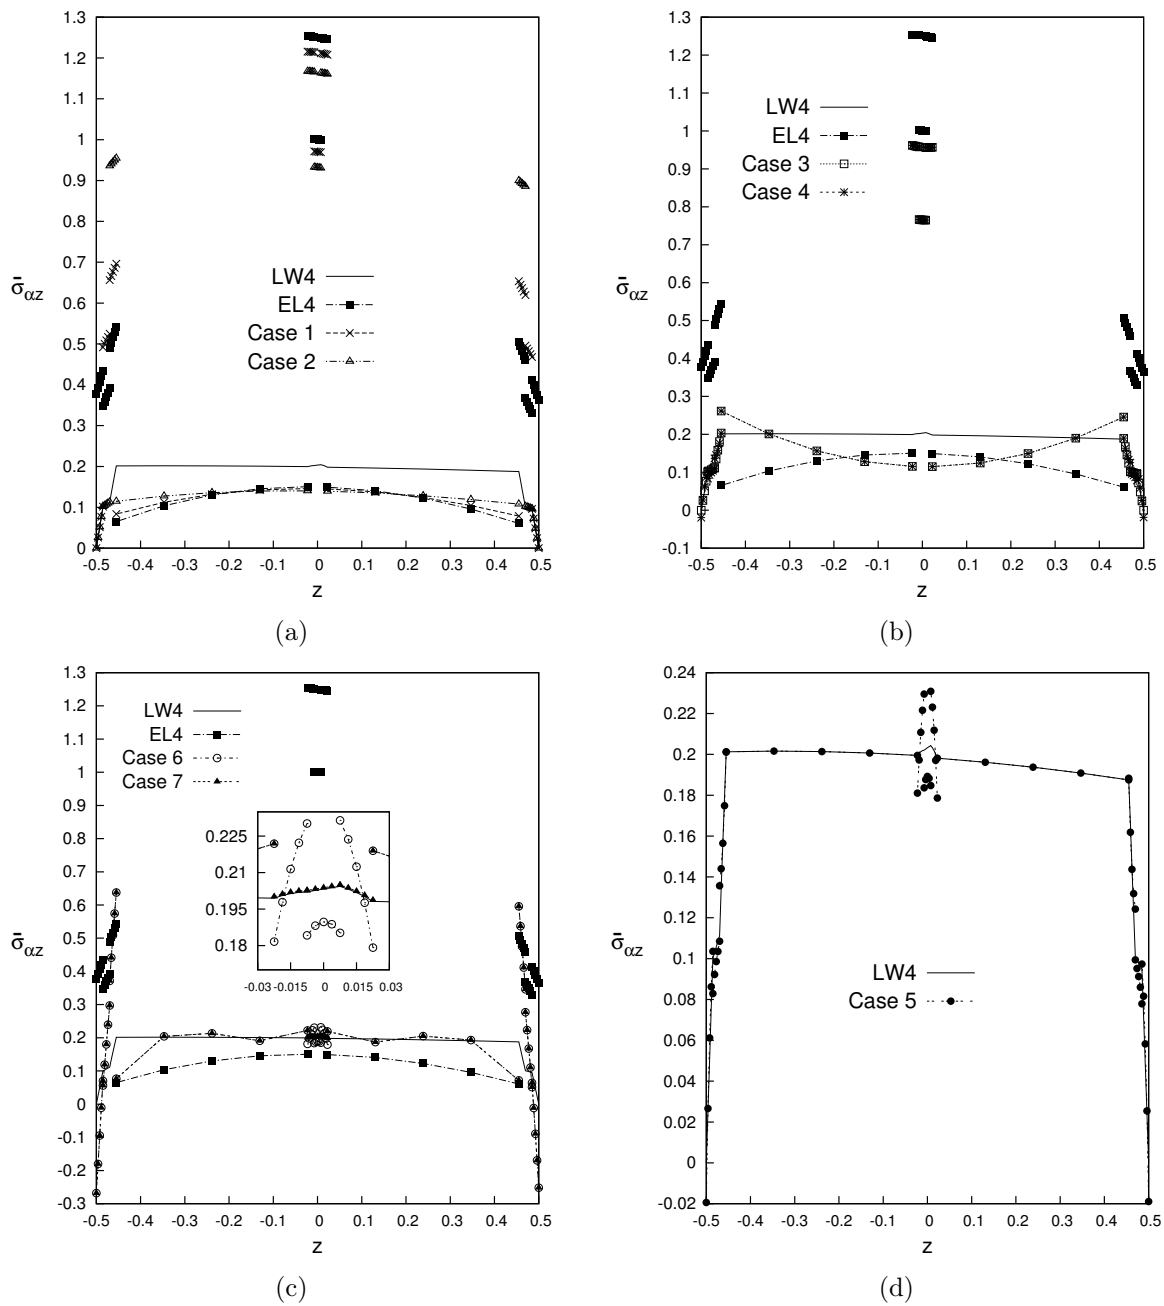 1.3
1.2
1.1
1
0.9
0.8
0.7
0.6
0.5
0.4
0.3
0.2
0.1
0
σ̄αz
LW4
EL4
Case 1
Case 2
-0.5 -0.4 -0.3 -0.2 -0.1 0 0.1 0.2 0.3 0.4 0.5
z
(a)
1.3
1.2
1.1
1
0.9
0.8
0.7
0.6
0.5
0.4
0.3
0.2
0.1
0
-0.1
σ̄αz
LW4
EL4
Case 3
Case 4
-0.5 -0.4 -0.3 -0.2 -0.1 0 0.1 0.2 0.3 0.4 0.5
z
(b)
1.3
1.2
1.1
1
0.9
0.8
0.7
0.6
0.5
0.4
0.3
0.2
0.1
0
-0.1
-0.2
-0.3
σ̄αz
LW4
EL4
Case 6
Case 7
0.225
0.21
0.195
0.18
-0.03 -0.015 0 0.015 0.03
-0.5 -0.4 -0.3 -0.2 -0.1 0 0.1 0.2 0.3 0.4 0.5
z
(c)
0.24
0.22
0.2
0.18
0.16
0.14
0.12
0.1
0.08
0.06
0.04
0.02
0
-0.02
σ̄αz
LW4
Case 5
-0.5 -0.4 -0.3 -0.2 -0.1 0 0.1 0.2 0.3 0.4 0.5
z
(d)